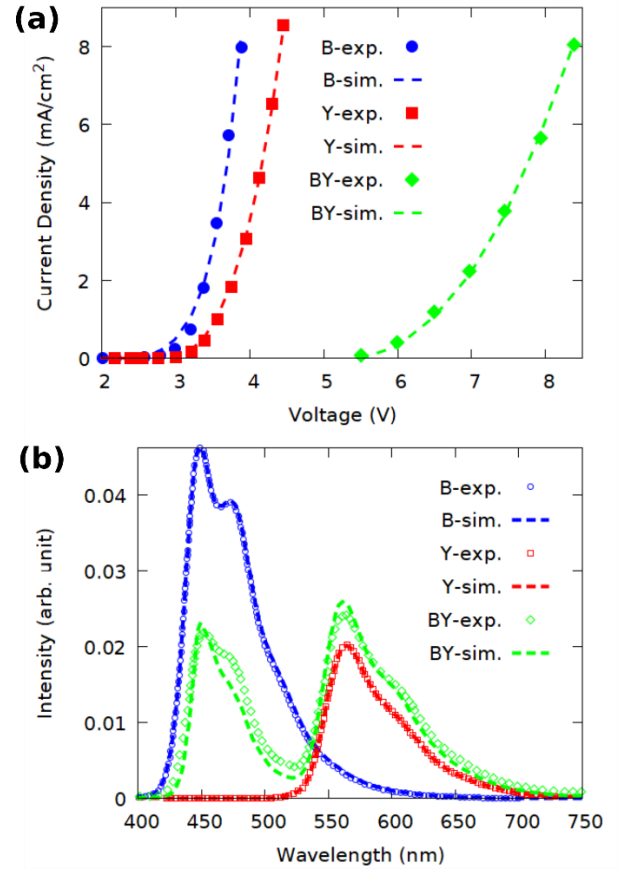 (a)
8
6
4
2
0
Current Density (mA/cm²)
B-exp.
B-sim.
Y-exp.
Y-sim.
BY-exp.
BY-sim.
2 3 4 5 6 7 8
Voltage (V)
(b)
0.04
0.03
0.02
0.01
0
Intensity (arb. unit)
B-exp.
B-sim.
Y-exp.
Y-sim.
BY-exp.
BY-sim.
400 450 500 550 600 650 700 750
Wavelength (nm)